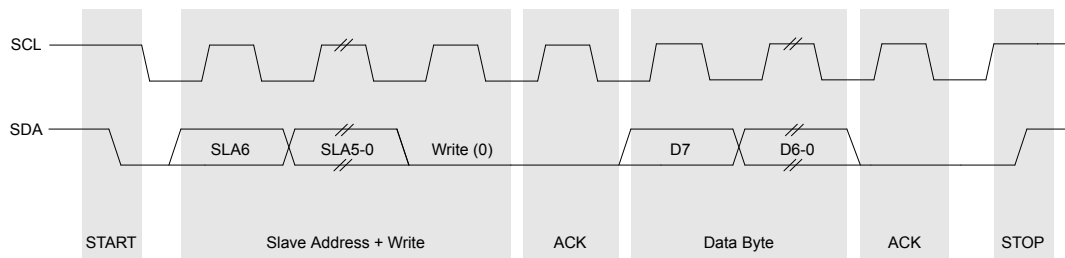 SCL
SDA
SLA6 SLA5-0 Write (0) D7 D6-0
START Slave Address + Write ACK Data Byte ACK STOP